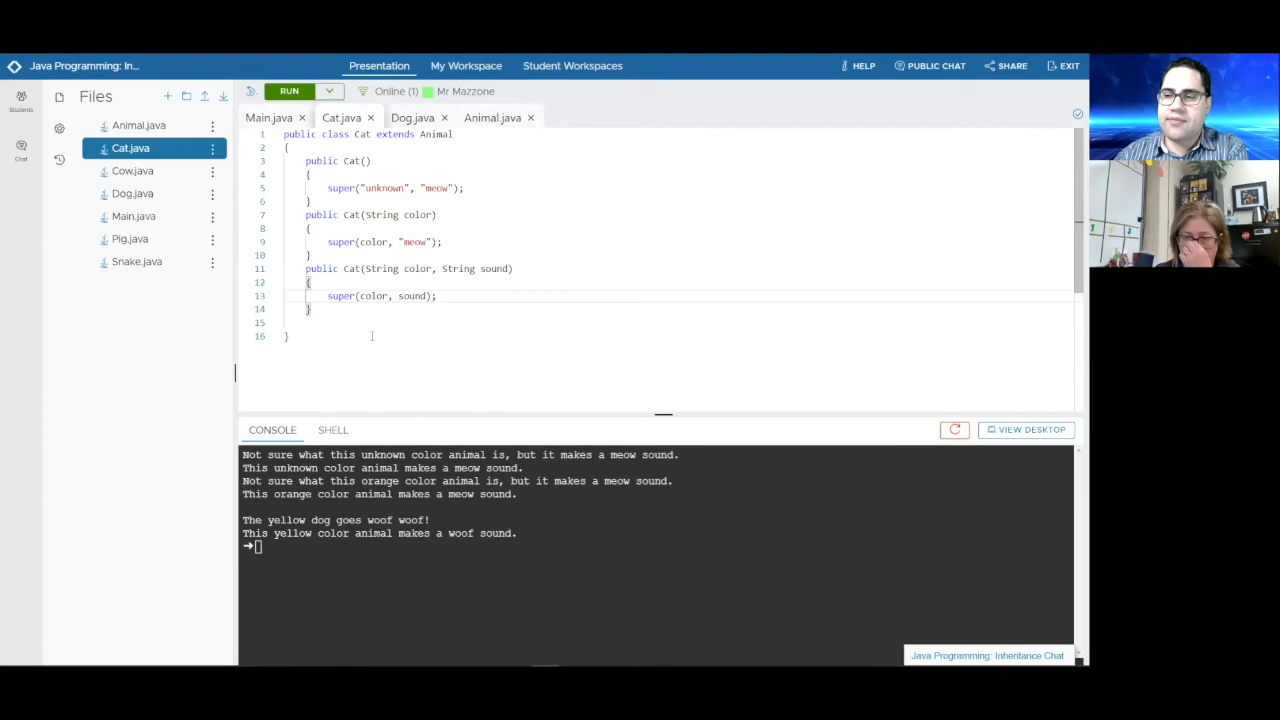 Java Programming: In...
Presentation
My Workspace
Student Workspaces
HELP
PUBLIC CHAT
SHARE
EXIT
Students
Chat
Files
Animal.java
Cat.java
Cow.java
Dog.java
Main.java
Pig.java
Snake.java
RUN
Online (1)
Mr Mazzone
Main.java
Cat.java
Dog.java
Animal.java
1 public class Cat extends Animal
2 {
3 public Cat()
4 {
5 super("unknown", "meow");
6 }
7 public Cat(String color)
8 {
9 super(color, "meow");
10 }
11 public Cat(String color, String sound)
12 {
13 super(color, sound);
14 }
15
16 }
CONSOLE
SHELL
VIEW DESKTOP
Not sure what this unknown color animal is, but it makes a meow sound.
This unknown color animal makes a meow sound.
Not sure what this orange color animal is, but it makes a meow sound.
This orange color animal makes a meow sound.
The yellow dog goes woof woof!
This yellow color animal makes a woof sound.
Java Programming: Inheritance Chat